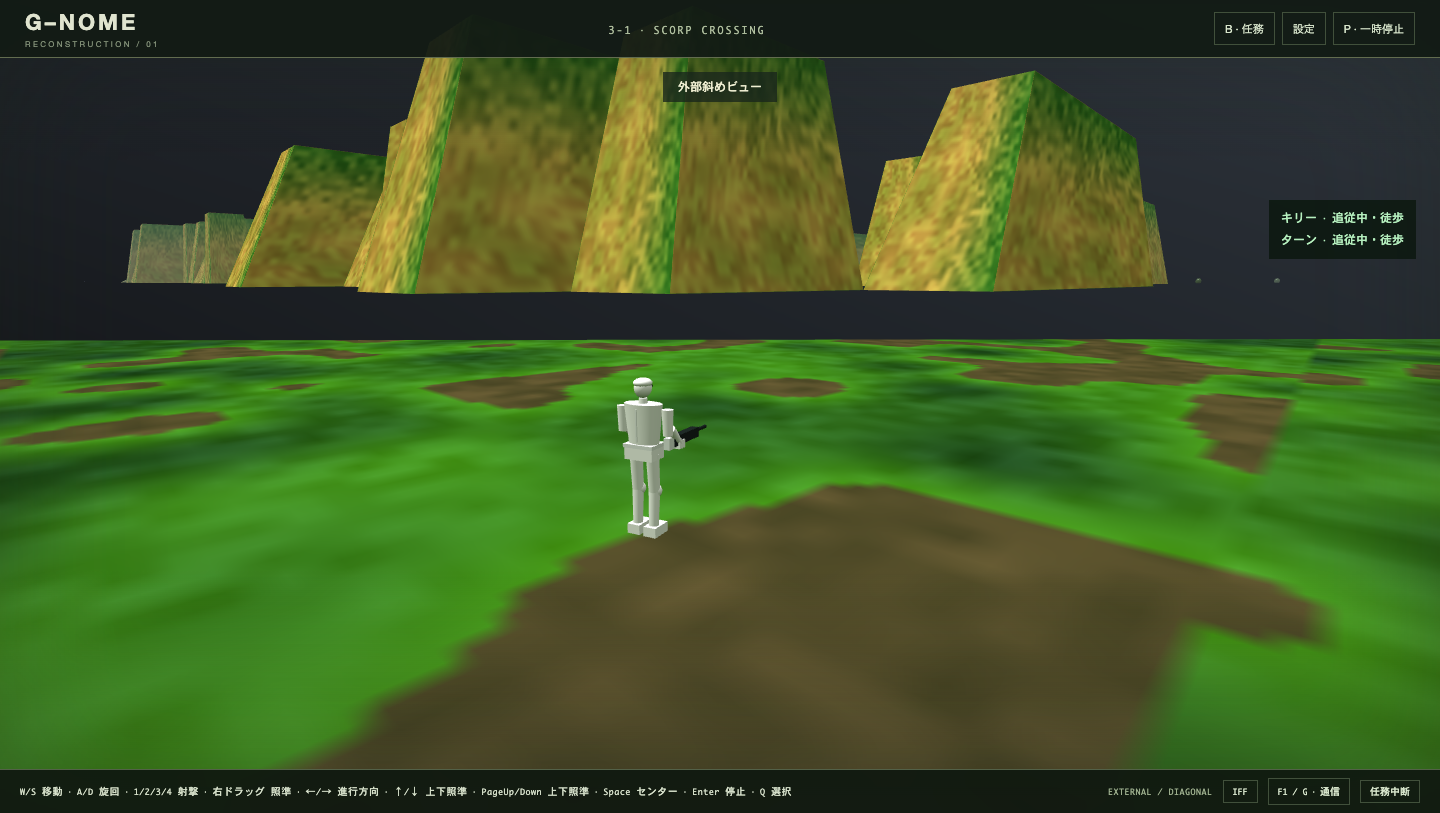 G–NOME
RECONSTRUCTION / 01
3-1 · SCORP CROSSING
B · 任務
設定
P · 一時停止
外部斜めビュー
キリー · 追従中・徒歩
ターン · 追従中・徒歩
W/S 移動 · A/D 旋回 · 1/2/3/4 射撃 · 右ドラッグ 照準 · ←/→ 進行方向 · ↑/↓ 上下照準 · PageUp/Down 上下照準 · Space センター · Enter 停止 · Q 選択
EXTERNAL / DIAGONAL
IFF
F1 / G · 通信
任務中断